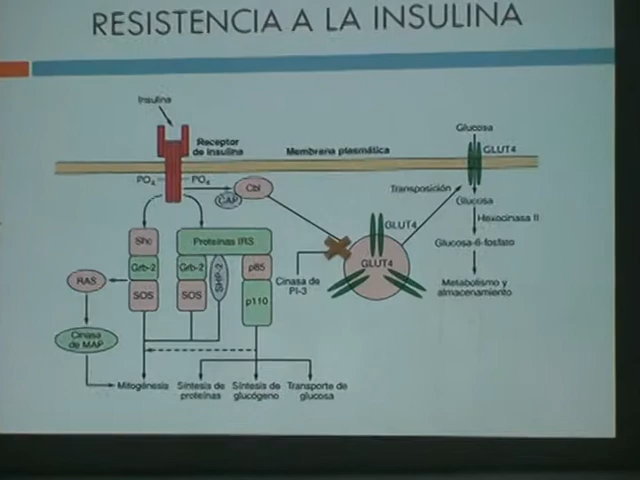 RESISTENCIA A LA INSULINA
Insulina
Receptor
de insulina
Membrana plasmática
Glucosa
GLUT4
PO4
PO4
Cbl
CAP
Transposición
Glucosa
Hexocinasa II
GLUT4
Glucosa-6-fosfato
Shc
Proteínas IRS
GLUT4
Grb-2
Grb-2
SHP-2
p85
RAS
SOS
SOS
p110
Cinasa de
PI-3
Metabolismo y
almacenamiento
Cinasa
de MAP
Mitogénesis
Síntesis de
proteínas
Síntesis de
glucógeno
Transporte de
glucosa